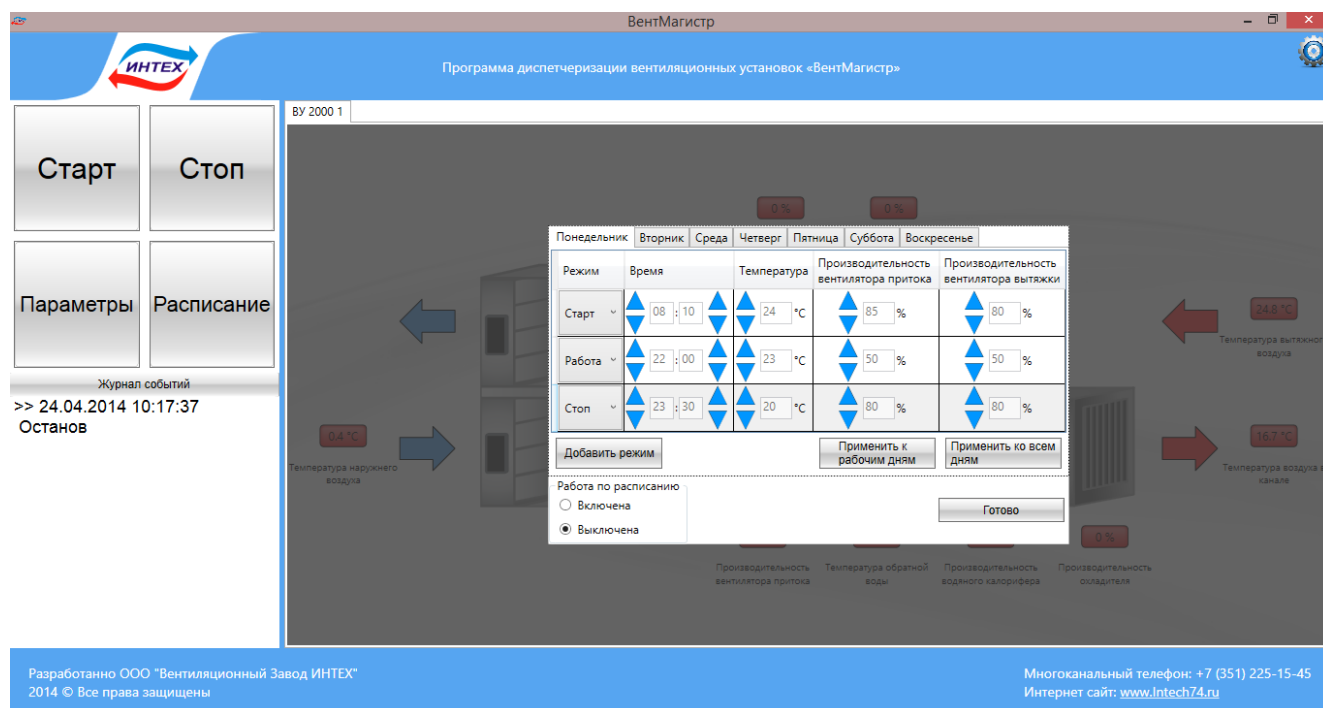 ВентМагистр
ИНТЕХ
Программа диспетчеризации вентиляционных установок «ВентМагистр»
Старт
Стоп
Параметры
Расписание
Журнал событий
>> 24.04.2014 10:17:37
Останов
ВУ 2000 1
0 %
0 %
Понедельник Вторник Среда Четверг Пятница Суббота Воскресенье
Режим Время Температура Производительность вентилятора притока Производительность вентилятора вытяжки
Старт 08 : 10 24 °C 85 % 80 %
Работа 22 : 00 23 °C 50 % 50 %
Стоп 23 : 30 20 °C 80 % 80 %
Добавить режим
Применить к
рабочим дням
Применить ко всем
дням
Работа по расписанию
Включена
Выключена
Готово
0.4 °C
Температура наружнего
воздуха
24.8 °C
Температура вытяжног
воздуха
16.7 °C
Температура воздуха в
канале
0 %
Производительность
вентилятора притока
Температура обратной
воды
Производительность
водяного калорифера
Производительность
охладителя
Разработанно ООО "Вентиляционный Завод ИНТЕХ"
2014 © Все права защищены
Многоканальный телефон: +7 (351) 225-15-45
Интернет сайт: www.Intech74.ru